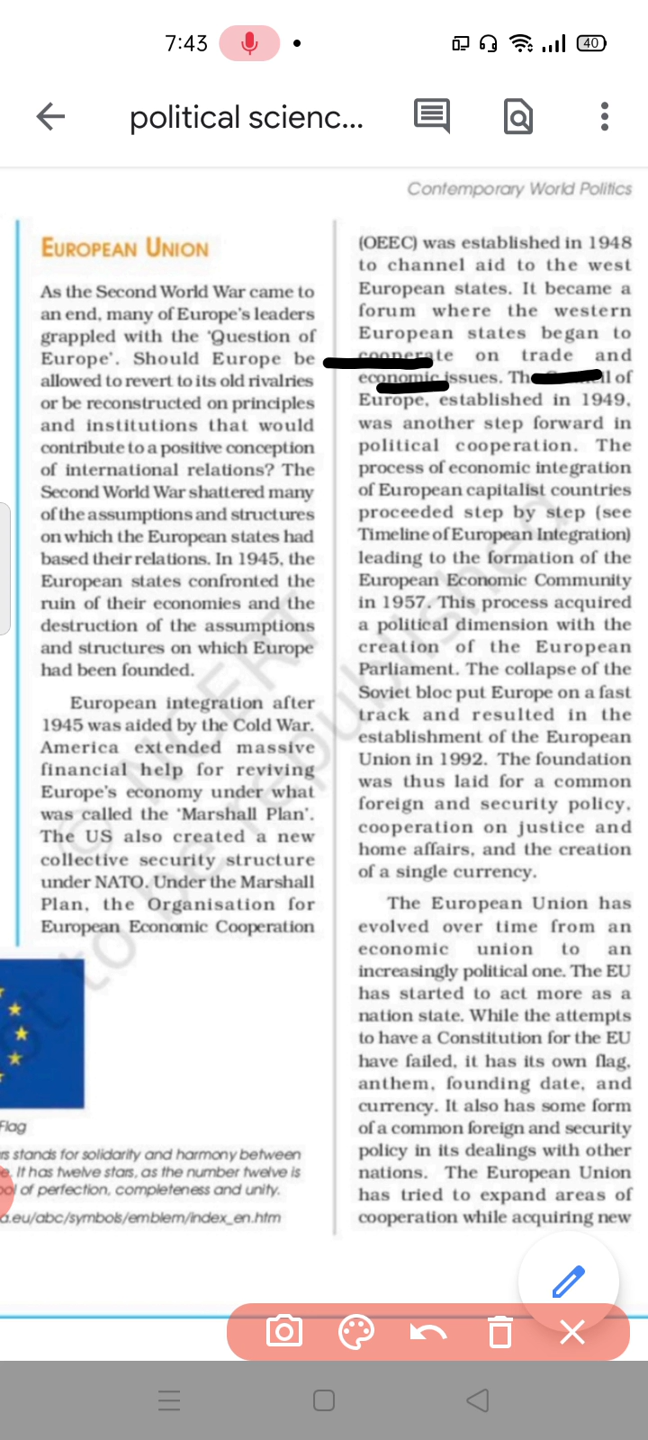 7:43
40
political scienc...
Contemporary World Politics
EUROPEAN UNION
As the Second World War came to
an end, many of Europe's leaders
grappled with the 'Question of
Europe'. Should Europe be
allowed to revert to its old rivalries
or be reconstructed on principles
and institutions that would
contribute to a positive conception
of international relations? The
Second World War shattered many
of the assumptions and structures
on which the European states had
based their relations. In 1945, the
European states confronted the
ruin of their economies and the
destruction of the assumptions
and structures on which Europe
had been founded.
European integration after
1945 was aided by the Cold War.
America extended massive
financial help for reviving
Europe's economy under what
was called the 'Marshall Plan'.
The US also created a new
collective security structure
under NATO. Under the Marshall
Plan, the Organisation for
European Economic Cooperation
(OEEC) was established in 1948
to channel aid to the west
European states. It became a
forum where the western
European states began to
cooperate on trade and
economic issues. The Council of
Europe, established in 1949,
was another step forward in
political cooperation. The
process of economic integration
of European capitalist countries
proceeded step by step (see
Timeline of European Integration)
leading to the formation of the
European Economic Community
in 1957. This process acquired
a political dimension with the
creation of the European
Parliament. The collapse of the
Soviet bloc put Europe on a fast
track and resulted in the
establishment of the European
Union in 1992. The foundation
was thus laid for a common
foreign and security policy,
cooperation on justice and
home affairs, and the creation
of a single currency.
The European Union has
evolved over time from an
economic union to an
increasingly political one. The EU
has started to act more as a
nation state. While the attempts
to have a Constitution for the EU
have failed, it has its own flag,
anthem, founding date, and
currency. It also has some form
of a common foreign and security
policy in its dealings with other
nations. The European Union
has tried to expand areas of
cooperation while acquiring new
Flag
rs stands for solidarity and harmony between
e. It has twelve stars, as the number twelve is
ol of perfection, completeness and unity.
a.eu/abc/symbols/emblem/index_en.htm
© NCERT
not to be republished